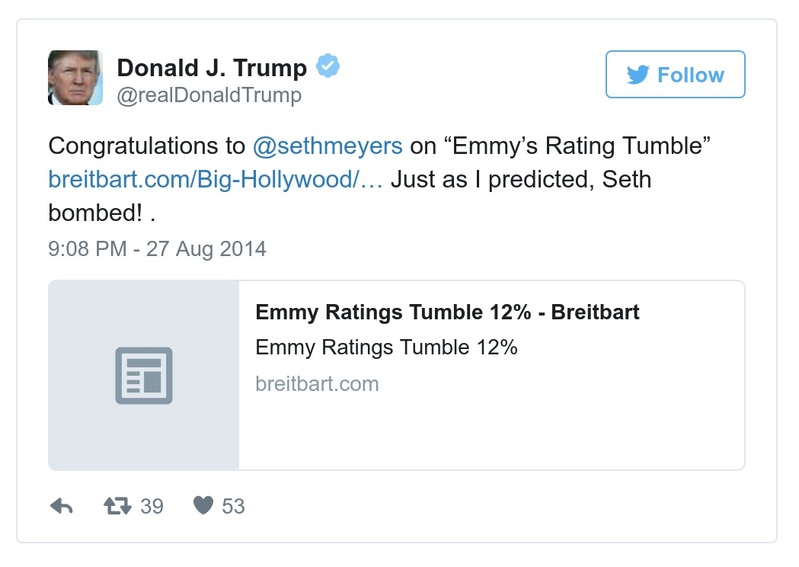 Donald J. Trump
@realDonaldTrump
Follow
Congratulations to @sethmeyers on “Emmy’s Rating Tumble”
breitbart.com/Big-Hollywood/… Just as I predicted, Seth
bombed! .
9:08 PM - 27 Aug 2014
Emmy Ratings Tumble 12% - Breitbart
Emmy Ratings Tumble 12%
breitbart.com
39 53